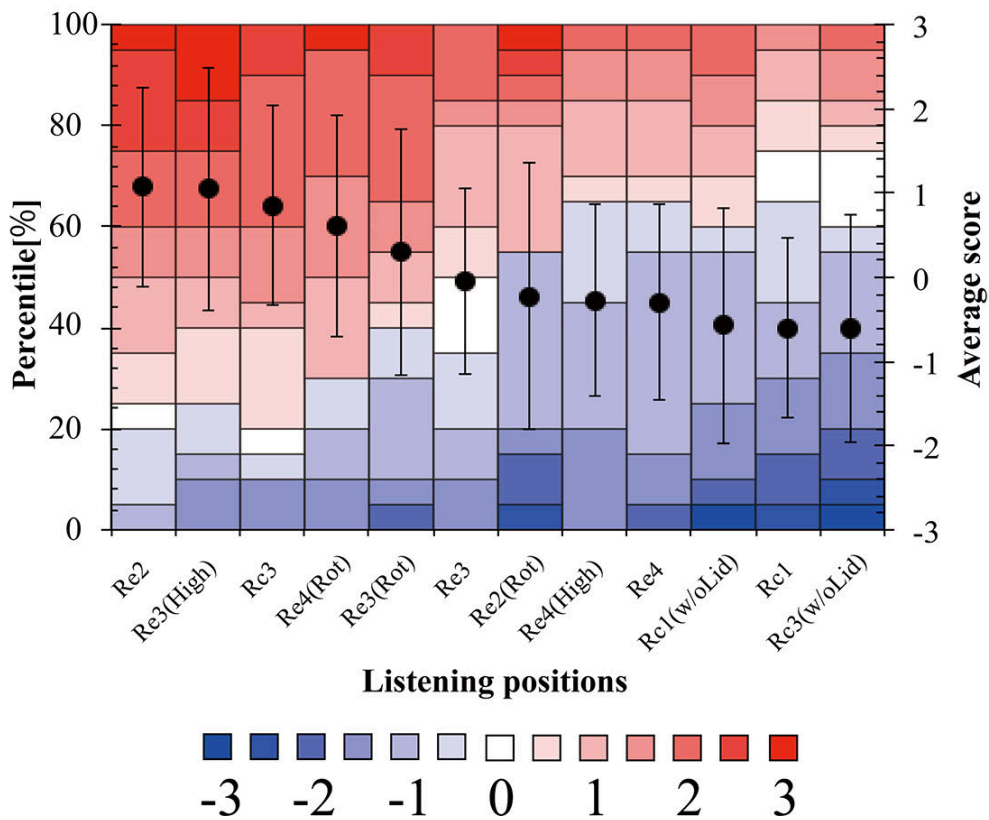 100
80
60
40
20
0
Percentile[%]
3
2
1
0
-1
-2
-3
Average score
Re2
Re3(High)
Rc3
Re4(Rot)
Re3(Rot)
Re3
Re2(Rot)
Re4(High)
Re4
Rc1(w/oLid)
Rc1
Rc3(w/oLid)
Listening positions
-3 -2 -1 0 1 2 3